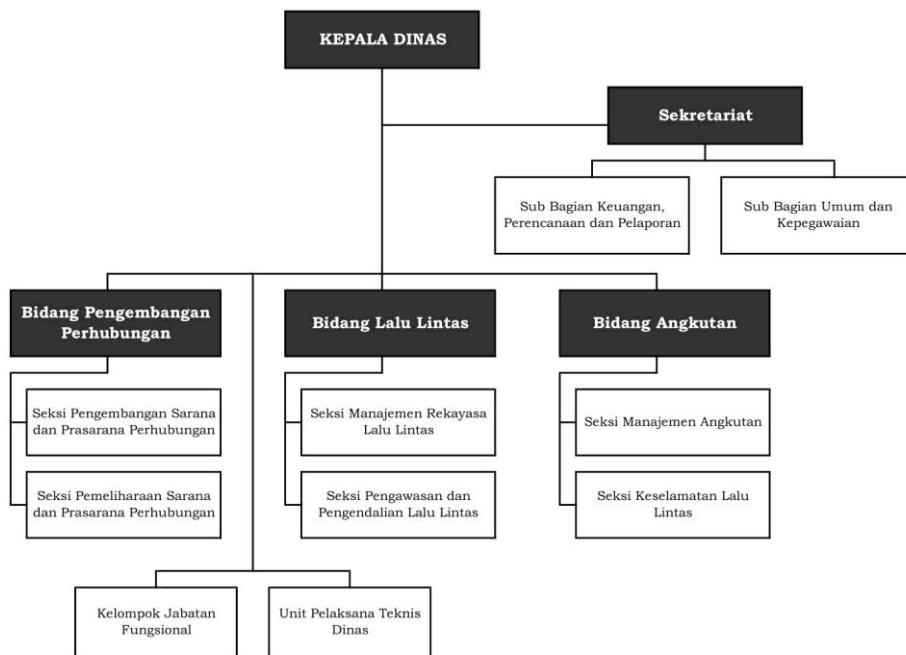 KEPALA DINAS
Sekretariat
Sub Bagian Keuangan,
Perencanaan dan Pelaporan
Sub Bagian Umum dan
Kepegawaian
Bidang Pengembangan
Perhubungan
Bidang Lalu Lintas
Bidang Angkutan
Seksi Pengembangan Sarana
dan Prasarana Perhubungan
Seksi Manajemen Rekayasa
Lalu Lintas
Seksi Manajemen Angkutan
Seksi Pemeliharaan Sarana
dan Prasarana Perhubungan
Seksi Pengawasan dan
Pengendalian Lalu Lintas
Seksi Keselamatan Lalu
Lintas
Kelompok Jabatan
Fungsional
Unit Pelaksana Teknis
Dinas